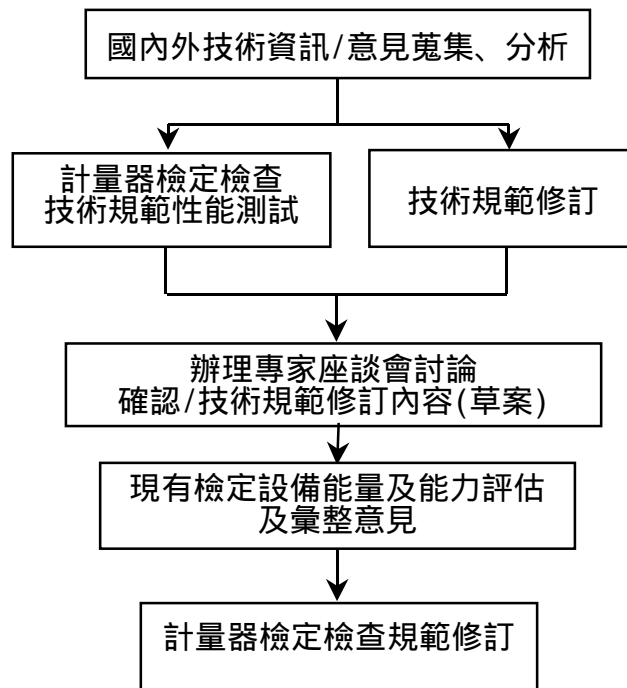 國內外技術資訊/意見蒐集、分析
計量器檢定檢查
技術規範性能測試
技術規範修訂
辦理專家座談會討論
確認/技術規範修訂內容(草案)
現有檢定設備能量及能力評估
及彙整意見
計量器檢定檢查規範修訂